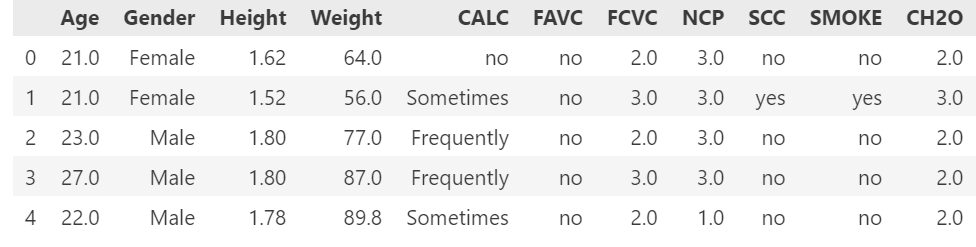 Age Gender Height Weight CALC FAVC FCVC NCP SCC SMOKE CH2O
0 21.0 Female 1.62 64.0 no no 2.0 3.0 no no 2.0
1 21.0 Female 1.52 56.0 Sometimes no 3.0 3.0 yes yes 3.0
2 23.0 Male 1.80 77.0 Frequently no 2.0 3.0 no no 2.0
3 27.0 Male 1.80 87.0 Frequently no 3.0 3.0 no no 2.0
4 22.0 Male 1.78 89.8 Sometimes no 2.0 1.0 no no 2.0